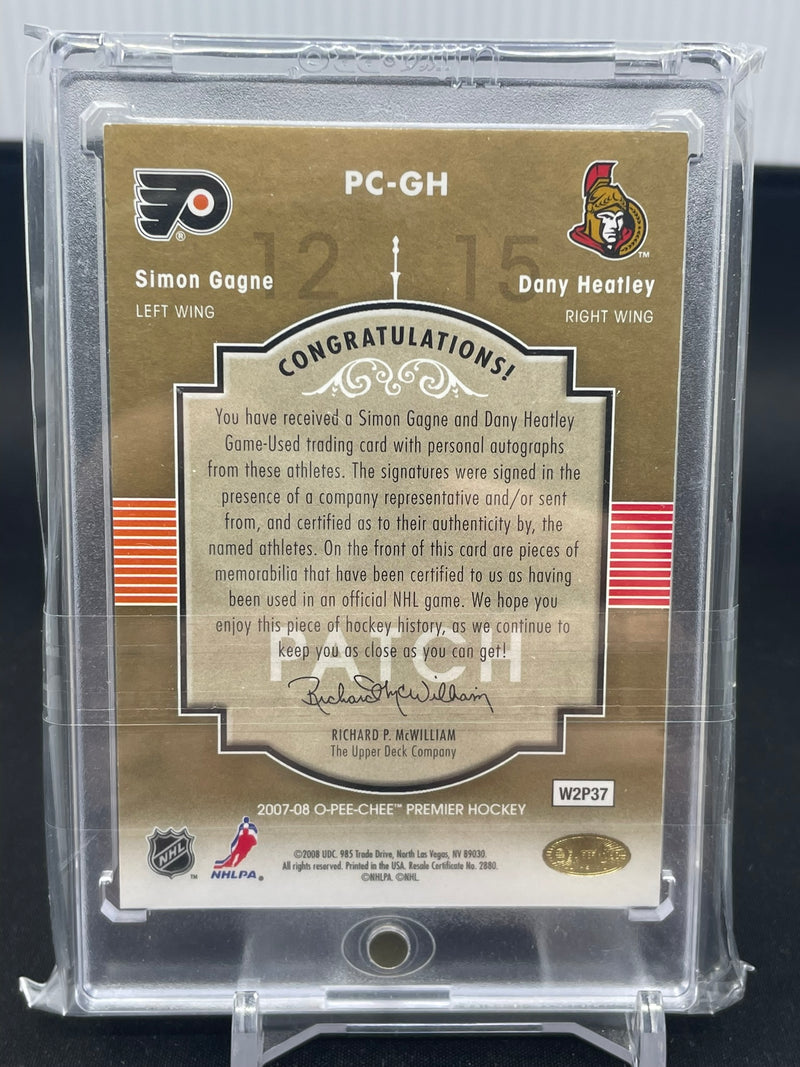 PC-GH
12 15
Simon Gagne
LEFT WING
Dany Heatley
RIGHT WING
CONGRATULATIONS!
You have received a Simon Gagne and Dany Heatley
Game-Used trading card with personal autographs
from these athletes. The signatures were signed in the
presence of a company representative and/or sent
from, and certified as to their authenticity by, the
named athletes. On the front of this card are pieces of
memorabilia that have been certified to us as having
been used in an official NHL game. We hope you
enjoy this piece of hockey history, as we continue to
keep you as close as you can get!
PATCH
Richard McWilliam
RICHARD P. McWILLIAM
The Upper Deck Company
W2P37
2007-08 O-PEE-CHEE™ PREMIER HOCKEY
NHL ™
NHLPA®
©2008 UDC. 985 Trade Drive, North Las Vegas, NV 89030.
All rights reserved. Printed in the USA. Resale Certificate No. 2880.
©NHLPA. ©NHL.